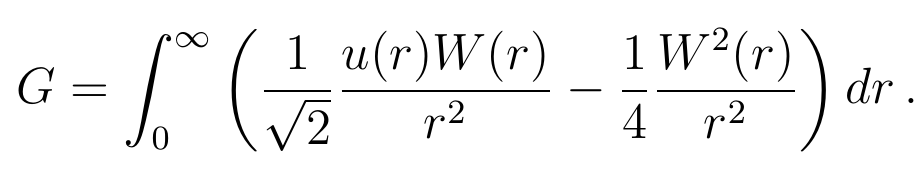 G = \int_0^\infty \left( \frac{1}{\sqrt{2}} \frac{u(r)W(r)}{r^2} - \frac{1}{4} \frac{W^2(r)}{r^2} \right) dr .